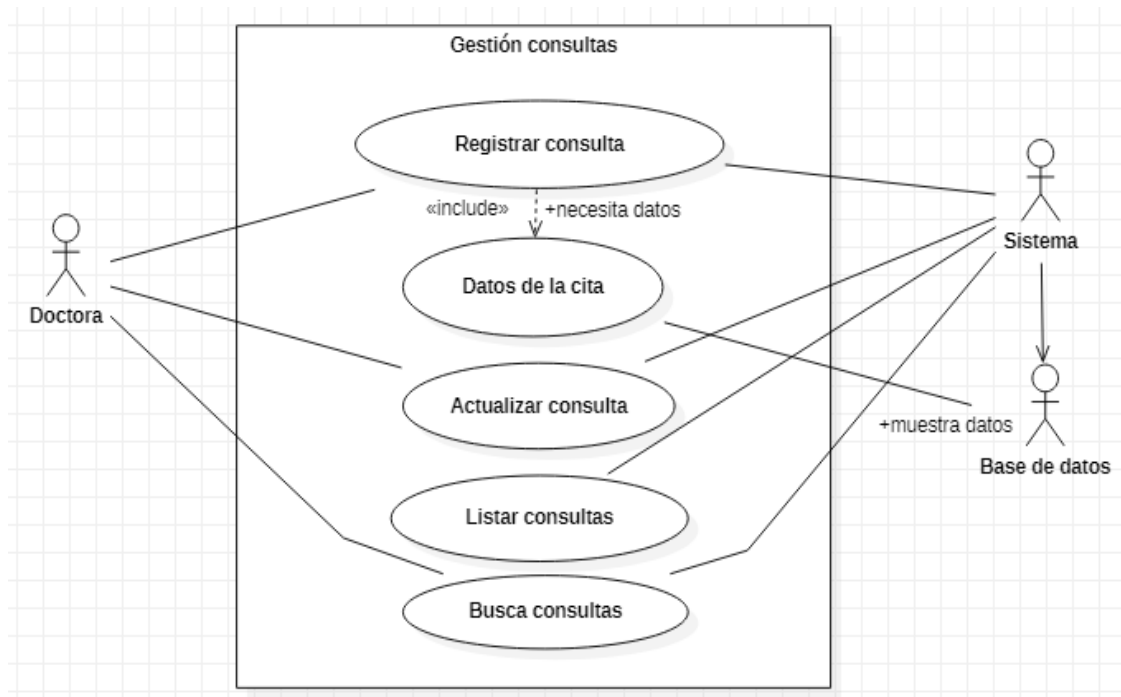 Gestión consultas
Registrar consulta
«include»
+necesita datos
Sistema
Doctora
Datos de la cita
Actualizar consulta
+muestra datos
Base de datos
Listar consultas
Busca consultas